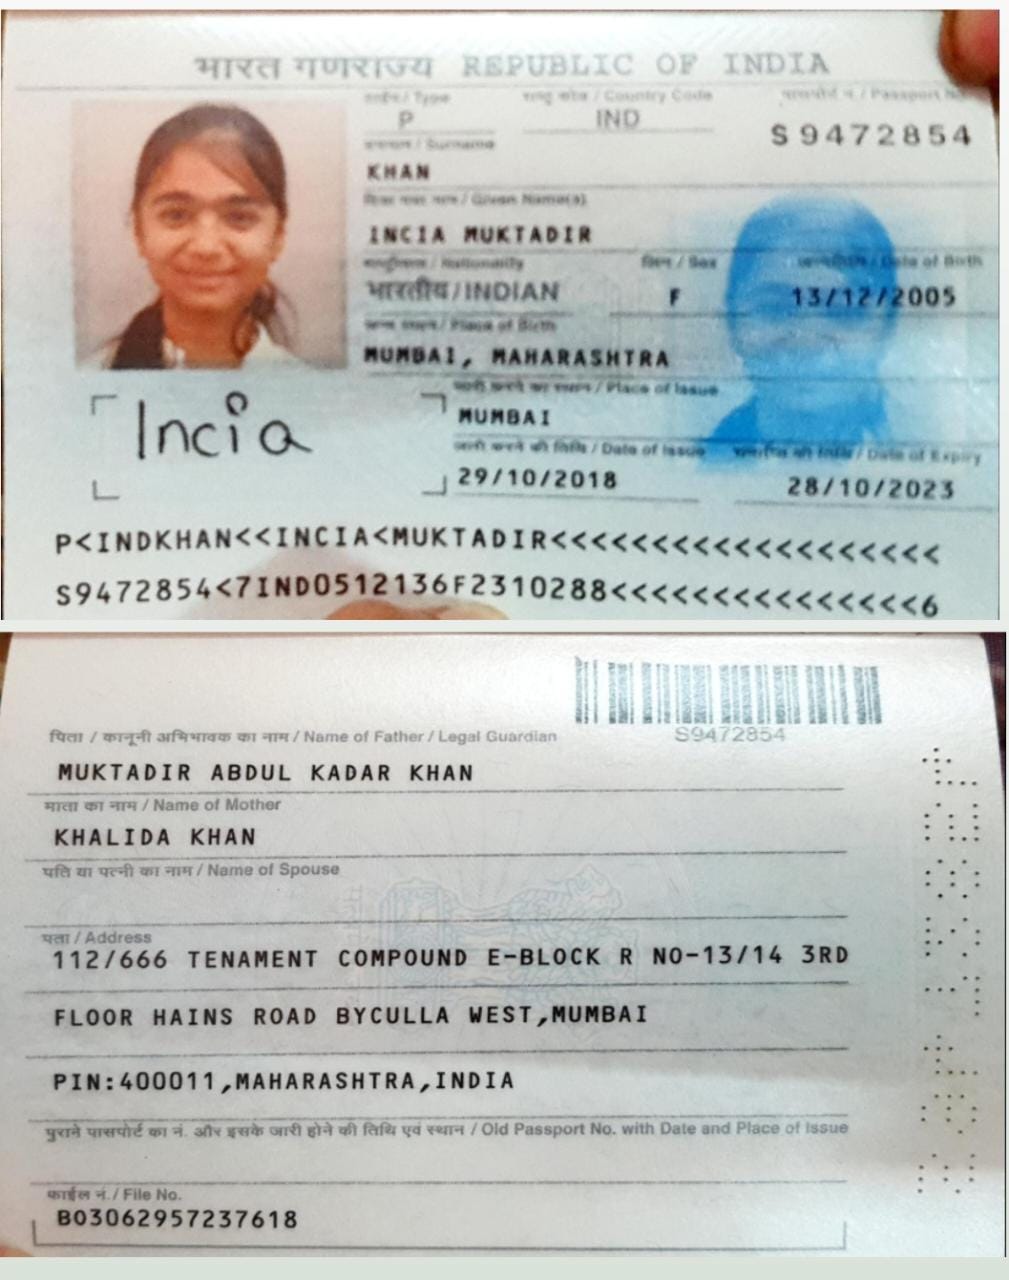 भारत गणराज्य REPUBLIC OF INDIA
टाईप / Type
राष्ट्र कोड / Country Code
पासपोर्ट नं. / Passport No.
P
IND
S 9472854
उपनाम / Surname
KHAN
दिया गया नाम / Given Name(s)
INCIA MUKTADIR
राष्ट्रीयता / Nationality
लिंग / Sex
जन्मतिथि / Date of Birth
भारतीय/INDIAN
F
13/12/2005
जन्म स्थान / Place of Birth
MUMBAI, MAHARASHTRA
जारी करने का स्थान / Place of Issue
MUMBAI
Incia
जारी करने की तिथि / Date of Issue
समाप्ति की तिथि / Date of Expiry
29/10/2018
28/10/2023
P<INDKHAN<<INCIA<MUKTADIR<<<<<<<<<<<<<<<<<<<
S9472854<7IND0512136F2310288<<<<<<<<<<<<<<<6
S9472854
पिता / कानूनी अभिभावक का नाम / Name of Father / Legal Guardian
MUKTADIR ABDUL KADAR KHAN
माता का नाम / Name of Mother
KHALIDA KHAN
पति या पत्नी का नाम / Name of Spouse
पता / Address
112/666 TENAMENT COMPOUND E-BLOCK R NO-13/14 3RD
FLOOR HAINS ROAD BYCULLA WEST,MUMBAI
PIN:400011,MAHARASHTRA,INDIA
पुराने पासपोर्ट का नं. और इसके जारी होने की तिथि एवं स्थान / Old Passport No. with Date and Place of Issue
फाईल नं. / File No.
BO3062957237618